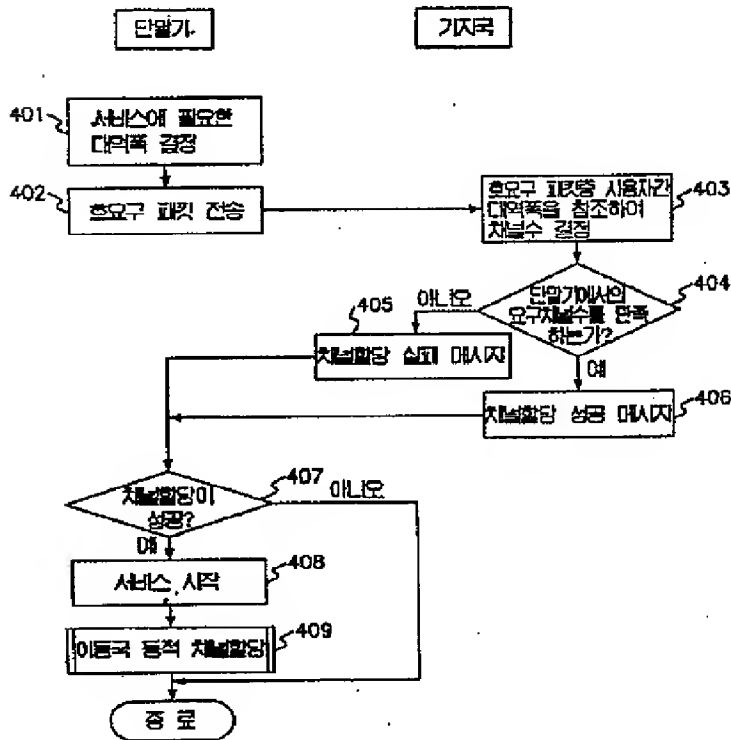 단말기
기지국
401
서비스에 필요한
대역폭 결정
402
호요구 패킷 전송
호요구 패킷중 사용자간
대역폭을 참조하여
채널수 결정
403
단말기에서의
요구채널수를 만족
하는가?
404
아니오
405
채널할당 실패 메시지
예
채널할당 성공 메시지
406
채널할당이
성공?
407
아니오
예
서비스 시작
408
이동국 동적 채널할당
409
종 료